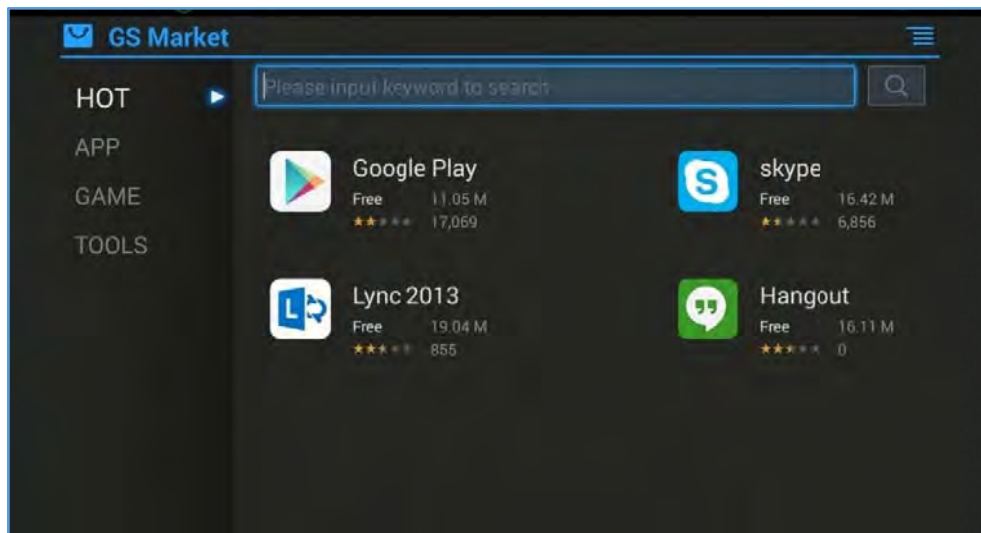 GS Market
HOT
APP
GAME
TOOLS
Please input keyword to search
Google Play
Free 11.05 M
17,069
skype
Free 16.42 M
6,856
Lync 2013
Free 19.04 M
855
Hangout
Free 16.11 M
0